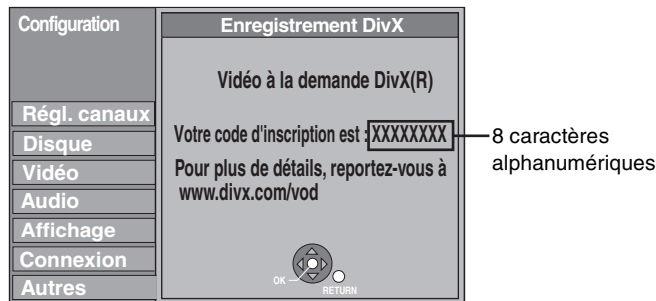 Configuration
Enregistrement DivX
Vidéo à la demande DivX(R)
Régl. canaux
Disque
Vidéo
Audio
Affichage
Connexion
Autres
Votre code d'inscription est : XXXXXXXX
Pour plus de détails, reportez-vous à
www.divx.com/vod
OK
RETURN
8 caractères
alphanumériques